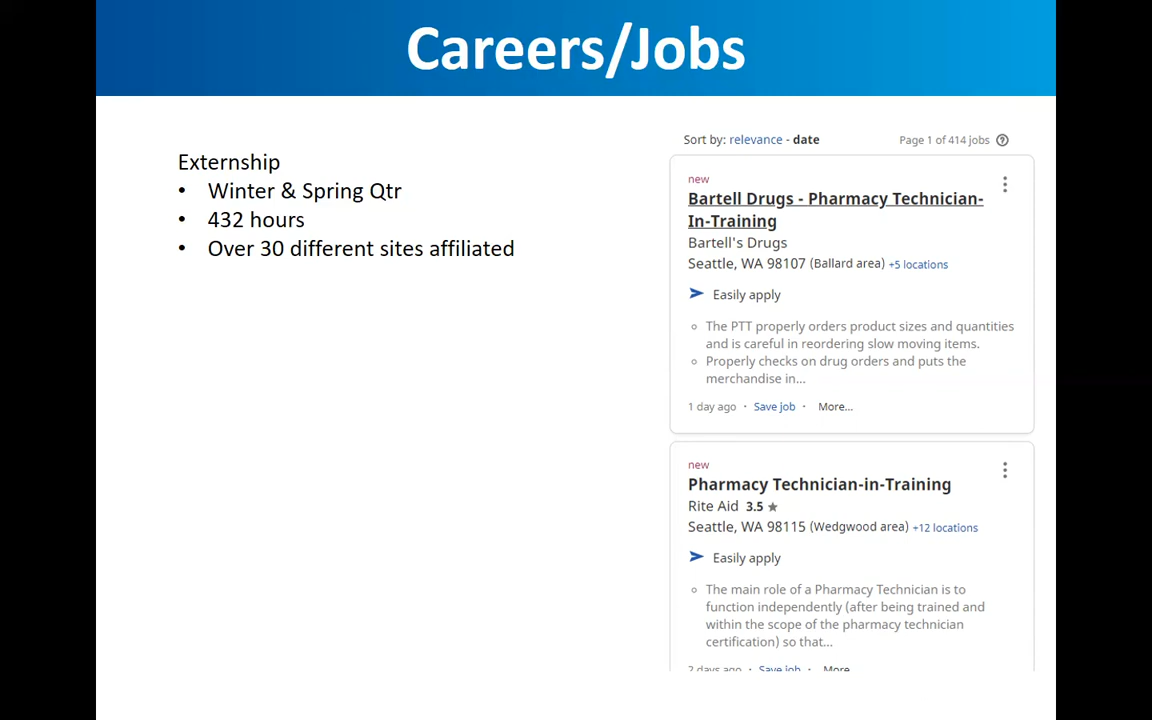 Careers/Jobs
Externship
• Winter & Spring Qtr
• 432 hours
• Over 30 different sites affiliated
Sort by: relevance - date
Page 1 of 414 jobs
new
Bartell Drugs - Pharmacy Technician-
In-Training
Bartell's Drugs
Seattle, WA 98107 (Ballard area) +5 locations
Easily apply
The PTT properly orders product sizes and quantities
and is careful in reordering slow moving items.
Properly checks on drug orders and puts the
merchandise in...
1 day ago · Save job · More...
new
Pharmacy Technician-in-Training
Rite Aid 3.5 ★
Seattle, WA 98115 (Wedgwood area) +12 locations
Easily apply
The main role of a Pharmacy Technician is to
function independently (after being trained and
within the scope of the pharmacy technician
certification) so that...
2 days ago · Save job · More